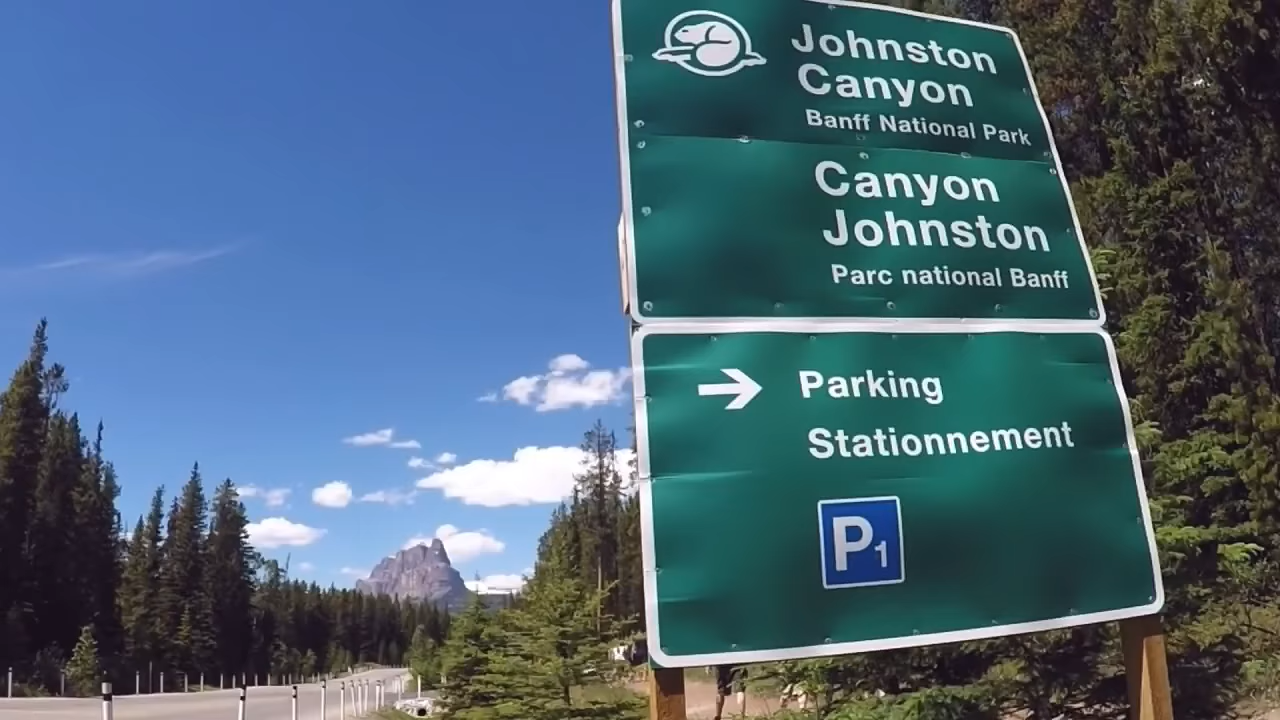 Johnston
Canyon
Banff National Park
Canyon
Johnston
Parc national Banff
Parking
Stationnement
P1